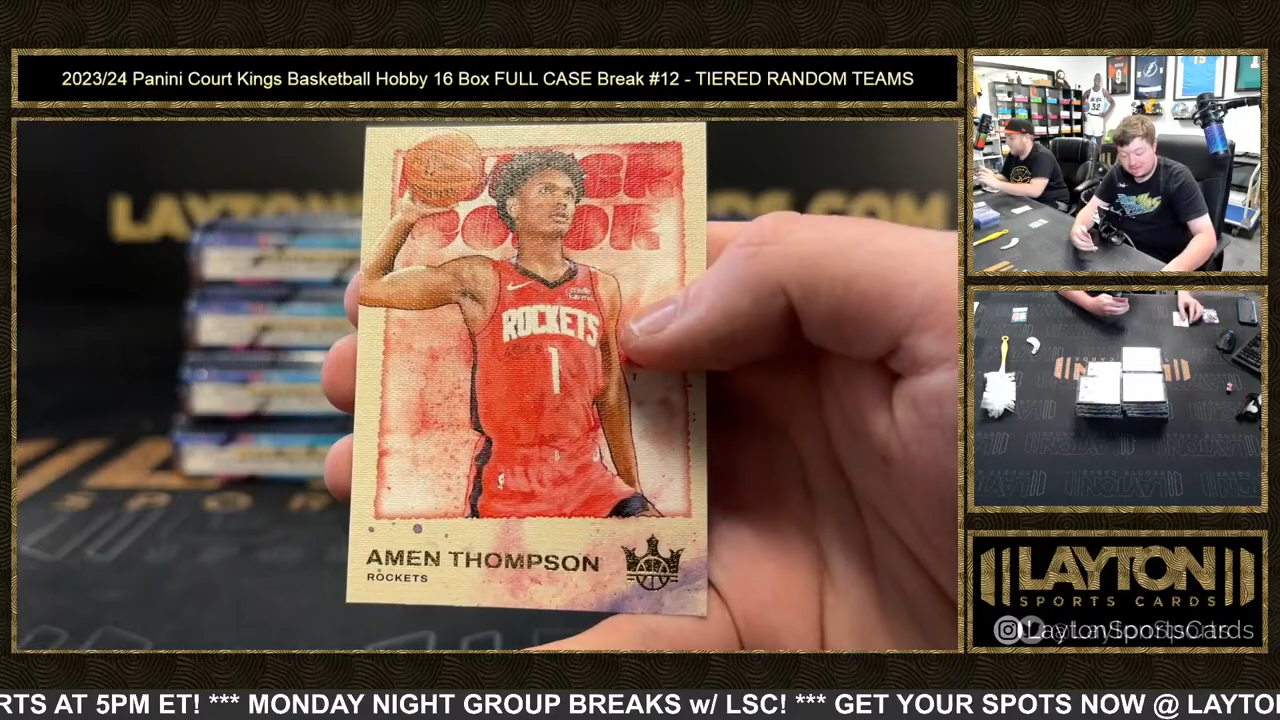 2023/24 Panini Court Kings Basketball Hobby 16 Box FULL CASE Break #12 - TIERED RANDOM TEAMS
ROCKETS
1
AMEN THOMPSON
ROCKETS
32
LAYTON
SPORTS CARDS
RTS AT 5PM ET! *** MONDAY NIGHT GROUP BREAKS w/ LSC! *** GET YOUR SPOTS NOW @ LAYTO